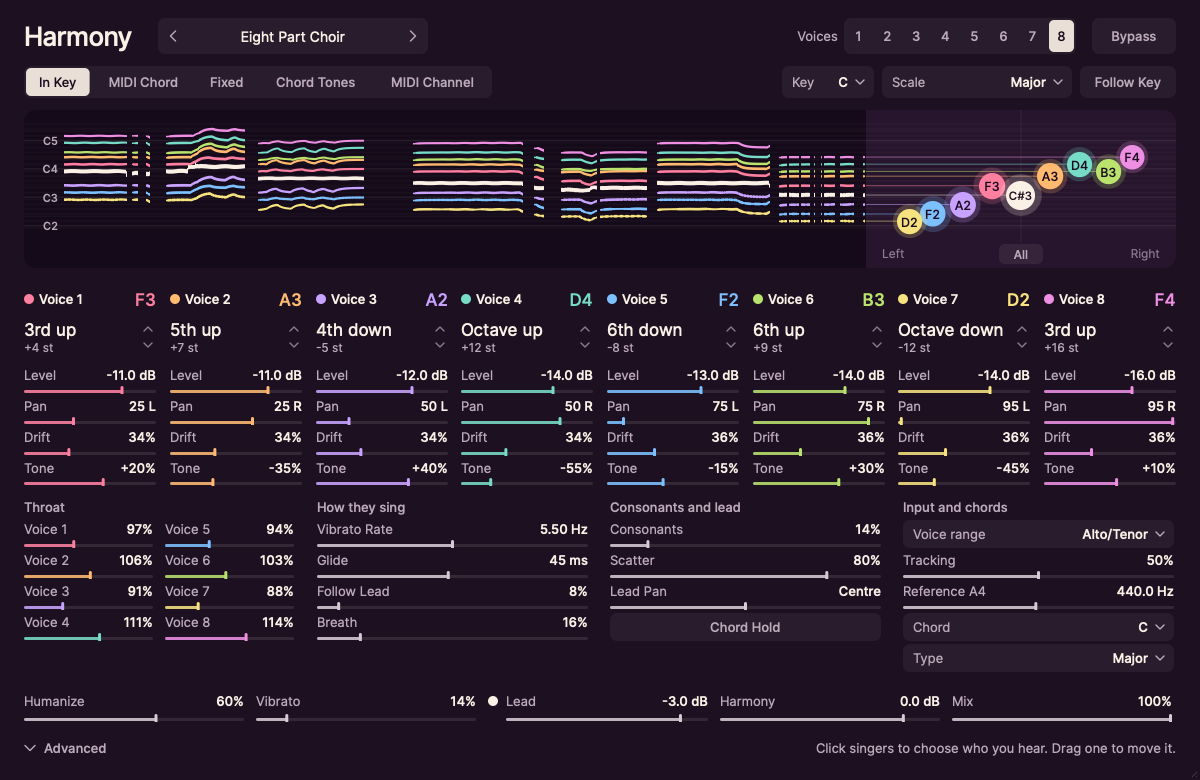 Harmony
Eight Part Choir
Voices 1 2 3 4 5 6 7 8 Bypass
In Key MIDI Chord Fixed Chord Tones MIDI Channel
Key C Scale Major Follow Key
C5
C4
C3
C2
D2 F2 A2 F3 C#3 A3 D4 B3 F4
Left All Right
Voice 1 F3 Voice 2 A3 Voice 3 A2 Voice 4 D4 Voice 5 F2 Voice 6 B3 Voice 7 D2 Voice 8 F4
3rd up 5th up 4th down Octave up 6th down 6th up Octave down 3rd up
+4 st +7 st -5 st +12 st -8 st +9 st -12 st +16 st
Level -11.0 dB Level -11.0 dB Level -12.0 dB Level -14.0 dB Level -13.0 dB Level -14.0 dB Level -14.0 dB Level -16.0 dB
Pan 25 L Pan 25 R Pan 50 L Pan 50 R Pan 75 L Pan 75 R Pan 95 L Pan 95 R
Drift 34% Drift 34% Drift 34% Drift 34% Drift 36% Drift 36% Drift 36% Drift 36%
Tone +20% Tone -35% Tone +40% Tone -55% Tone -15% Tone +30% Tone -45% Tone +10%
Throat How they sing Consonants and lead Input and chords
Voice 1 97% Voice 5 94% Vibrato Rate 5.50 Hz Consonants 14% Voice range Alto/Tenor
Voice 2 106% Voice 6 103% Glide 45 ms Scatter 80% Tracking 50%
Voice 3 91% Voice 7 88% Follow Lead 8% Lead Pan Centre Reference A4 440.0 Hz
Voice 4 111% Voice 8 114% Breath 16% Chord Hold Chord C
Type Major
Humanize 60% Vibrato 14% Lead -3.0 dB Harmony 0.0 dB Mix 100%
Advanced Click singers to choose who you hear. Drag one to move it.